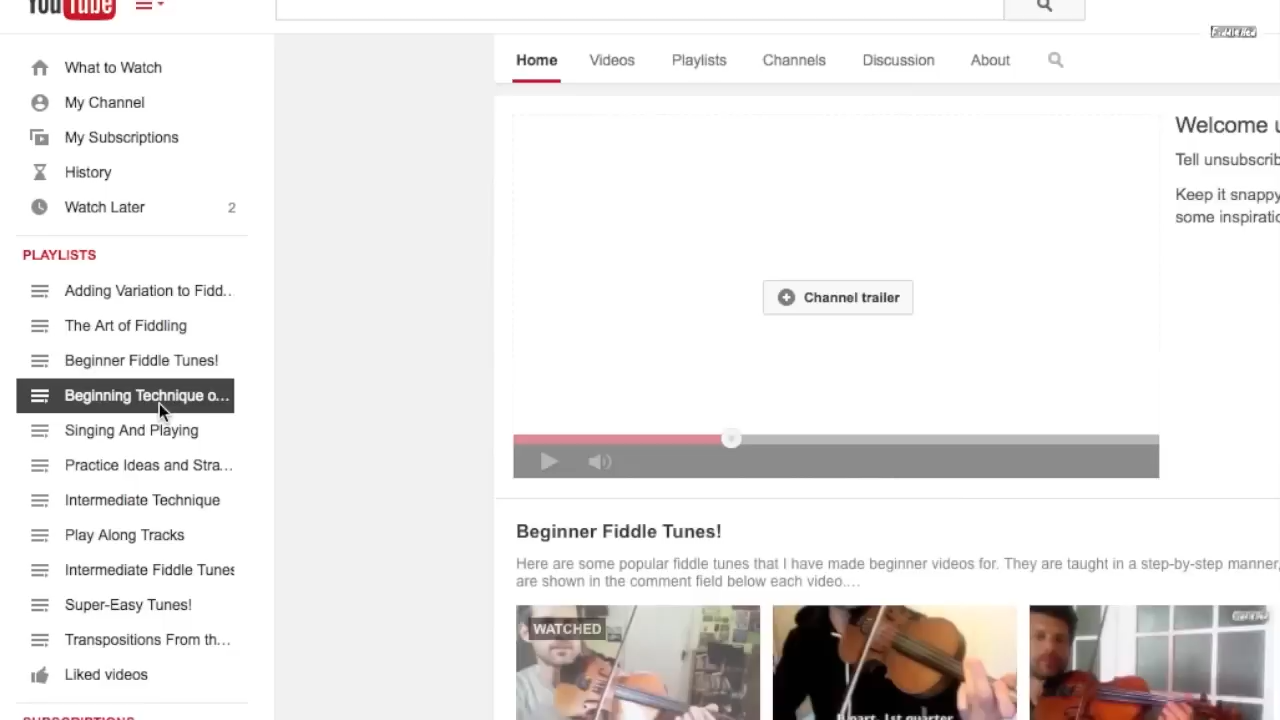 YouTube
What to Watch
My Channel
My Subscriptions
History
Watch Later 2
PLAYLISTS
Adding Variation to Fidd...
The Art of Fiddling
Beginner Fiddle Tunes!
Beginning Technique o...
Singing And Playing
Practice Ideas and Stra...
Intermediate Technique
Play Along Tracks
Intermediate Fiddle Tunes
Super-Easy Tunes!
Transpositions From th...
Liked videos
SUBSCRIPTIONS
Home Videos Playlists Channels Discussion About
Welcome
Tell unsubscrib
Keep it snappy
some inspiratio
Channel trailer
Beginner Fiddle Tunes!
Here are some popular fiddle tunes that I have made beginner videos for. They are taught in a step-by-step manner,
are shown in the comment field below each video....
WATCHED
part, 1st quarter